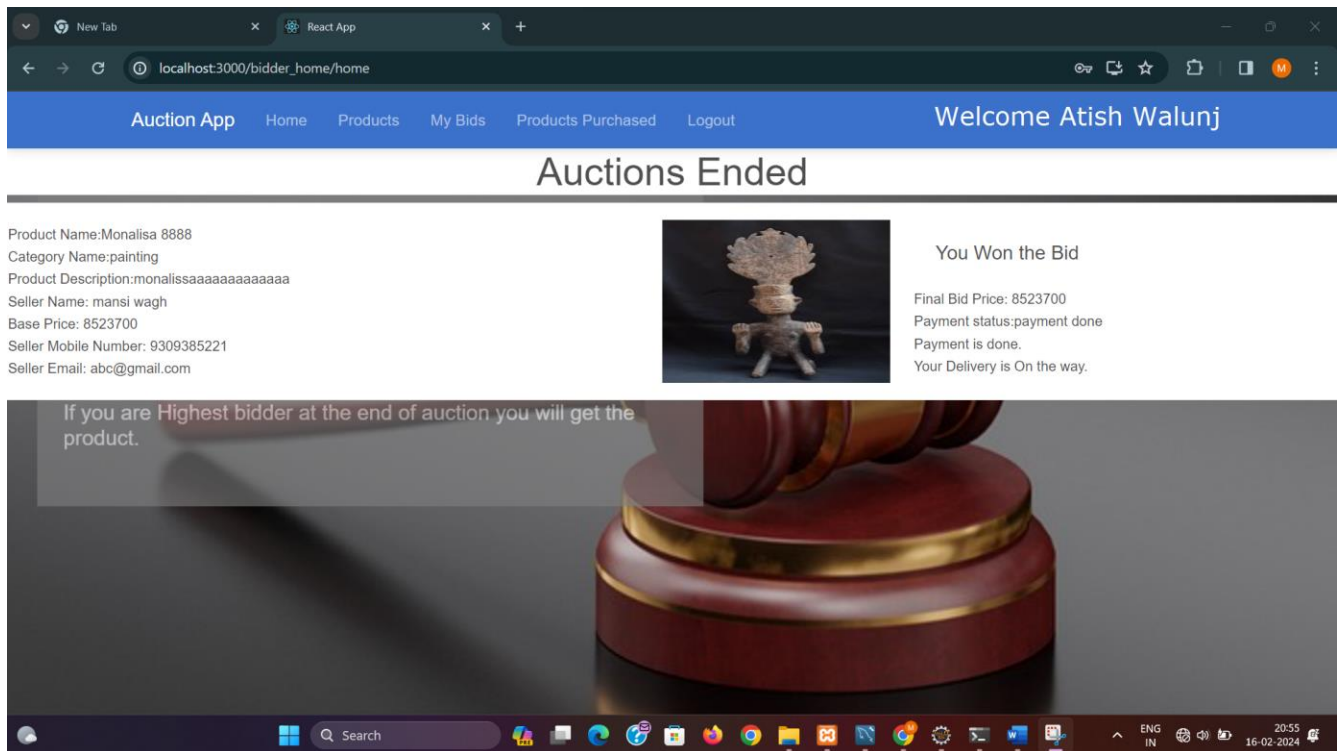 New Tab
React App
localhost:3000/bidder_home/home
M
Auction App Home Products My Bids Products Purchased Logout Welcome Atish Walunj
Auctions Ended
Product Name:Monalisa 8888
Category Name:painting
Product Description:monalissaaaaaaaaaaaaa
Seller Name: mansi wagh
Base Price: 8523700
Seller Mobile Number: 9309385221
Seller Email: abc@gmail.com
You Won the Bid
Final Bid Price: 8523700
Payment status:payment done
Payment is done.
Your Delivery is On the way.
If you are Highest bidder at the end of auction you will get the
product.
Search
ENG
IN
20:55
16-02-2024